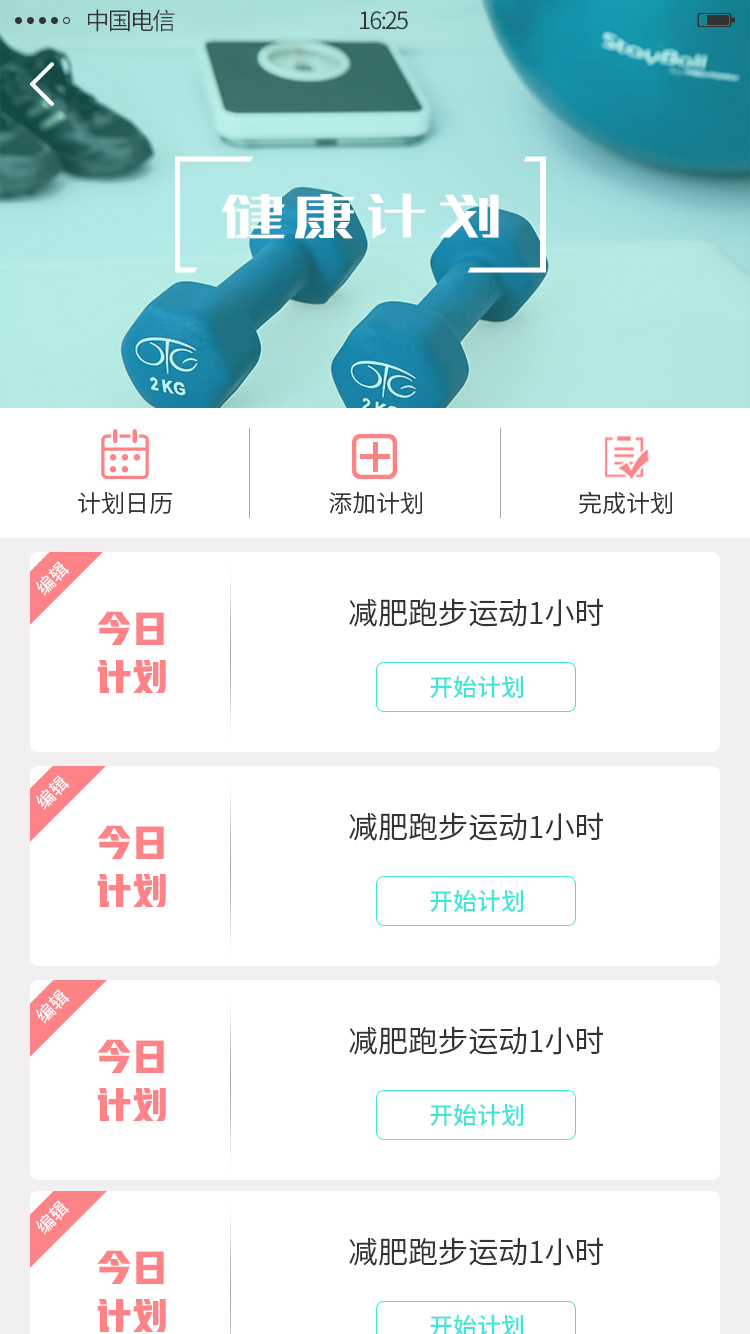 中国电信
16:25
StayBall
健康计划
OTG
2 KG
OTG
2 KG
计划日历
添加计划
完成计划
编辑
今日
计划
减肥跑步运动1小时
开始计划
编辑
今日
计划
减肥跑步运动1小时
开始计划
编辑
今日
计划
减肥跑步运动1小时
开始计划
编辑
今日
计划
减肥跑步运动1小时
开始计划